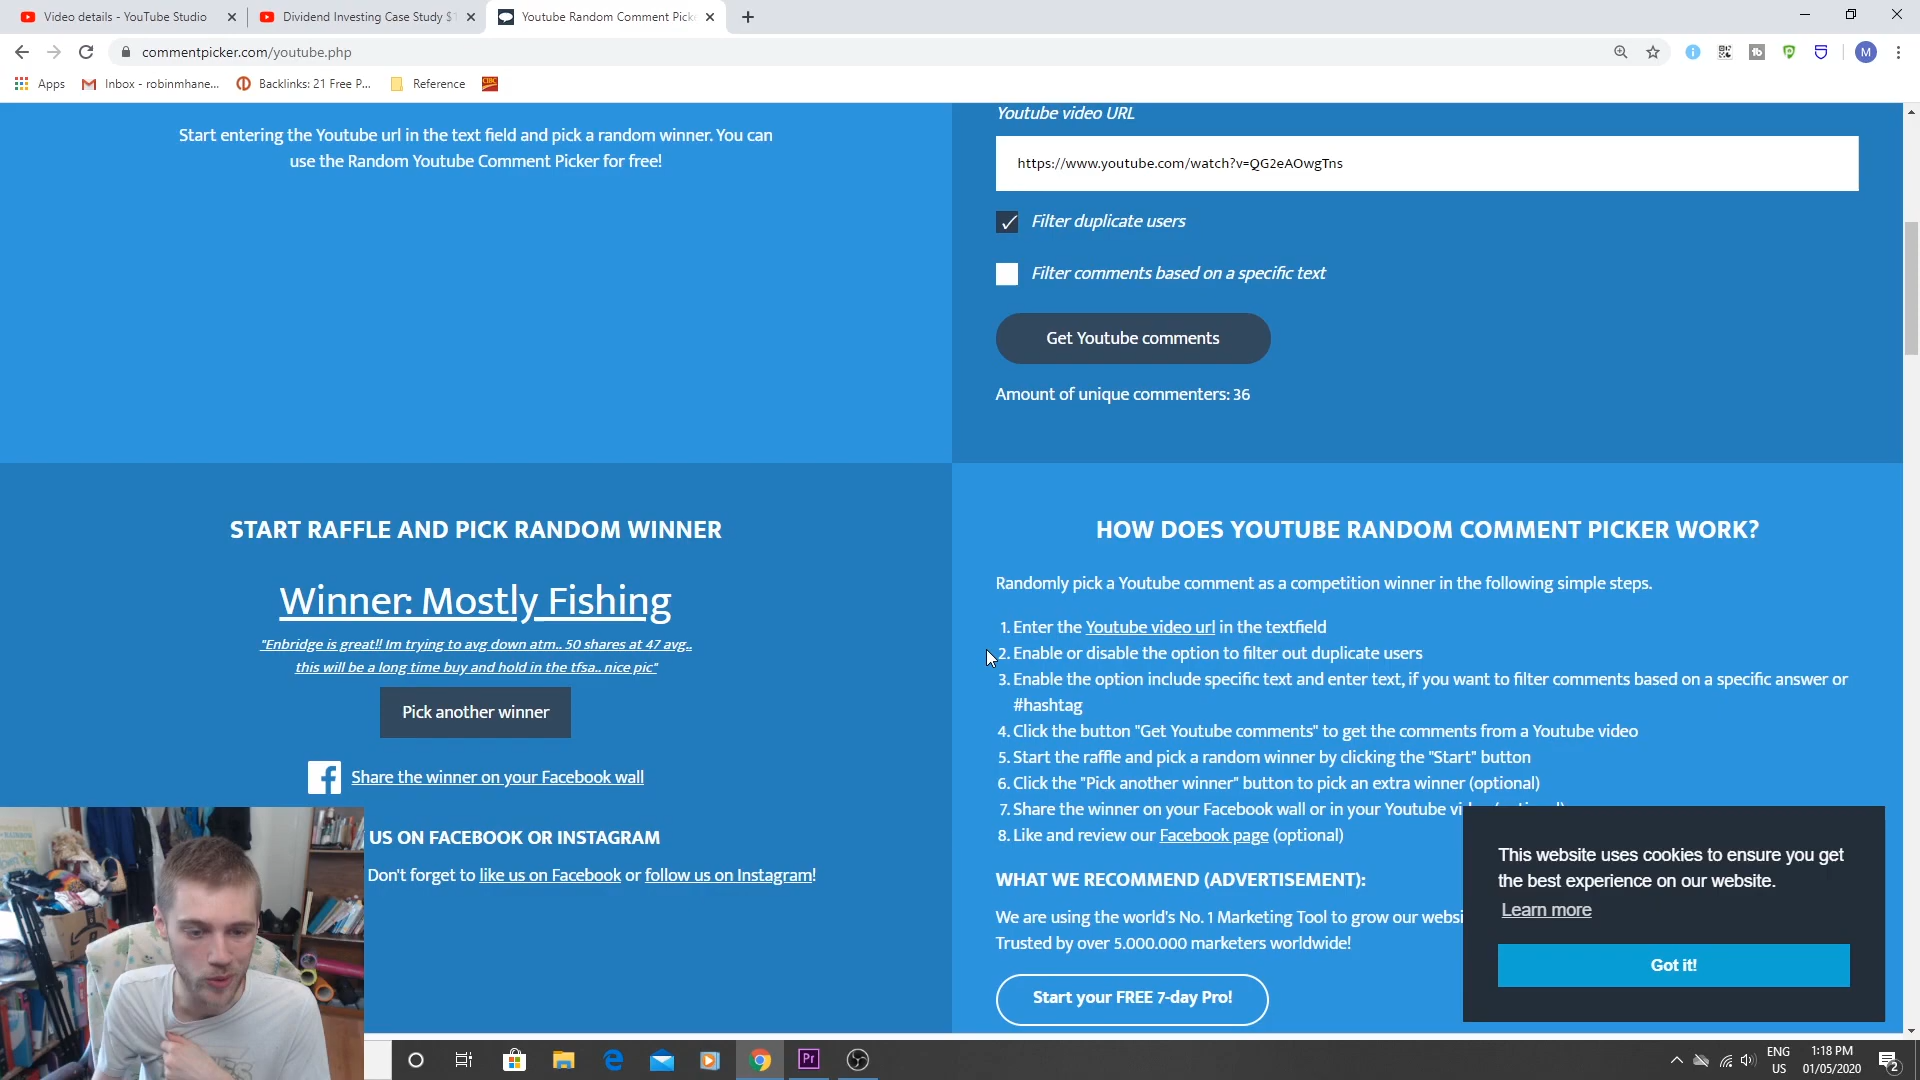 Video details - YouTube Studio
Dividend Investing Case Study $
Youtube Random Comment Pick
commentpicker.com/youtube.php
M
Apps
Inbox - robinmhane...
Backlinks: 21 Free P...
Reference
CIBC
Start entering the Youtube url in the text field and pick a random winner. You can
use the Random Youtube Comment Picker for free!
Youtube video URL
https://www.youtube.com/watch?v=QG2eAOwgTns
Filter duplicate users
Filter comments based on a specific text
Get Youtube comments
Amount of unique commenters: 36
START RAFFLE AND PICK RANDOM WINNER
Winner: Mostly Fishing
"Enbridge is great!! Im trying to avg down atm.. 50 shares at 47 avg..
this will be a long time buy and hold in the tfsa.. nice pic"
Pick another winner
Share the winner on your Facebook wall
US ON FACEBOOK OR INSTAGRAM
Don't forget to like us on Facebook or follow us on Instagram!
HOW DOES YOUTUBE RANDOM COMMENT PICKER WORK?
Randomly pick a Youtube comment as a competition winner in the following simple steps.
1. Enter the Youtube video url in the textfield
2. Enable or disable the option to filter out duplicate users
3. Enable the option include specific text and enter text, if you want to filter comments based on a specific answer or
#hashtag
4. Click the button "Get Youtube comments" to get the comments from a Youtube video
5. Start the raffle and pick a random winner by clicking the "Start" button
6. Click the "Pick another winner" button to pick an extra winner (optional)
7. Share the winner on your Facebook wall or in your Youtube
8. Like and review our Facebook page (optional)
WHAT WE RECOMMEND (ADVERTISEMENT):
We are using the world's No. 1 Marketing Tool to grow our websi
Trusted by over 5.000.000 marketers worldwide!
Start your FREE 7-day Pro!
This website uses cookies to ensure you get
the best experience on our website.
Learn more
Got it!
Pr
ENG
US
1:18 PM
01/05/2020
2